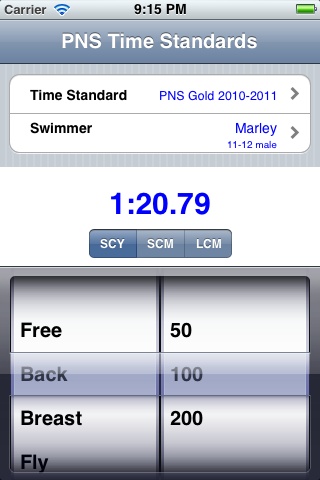 Carrier 9:15 PM
PNS Time Standards
Time Standard PNS Gold 2010-2011
Swimmer Marley
11-12 male
1:20.79
SCY SCM LCM
Free 50
Back 100
Breast 200
Fly